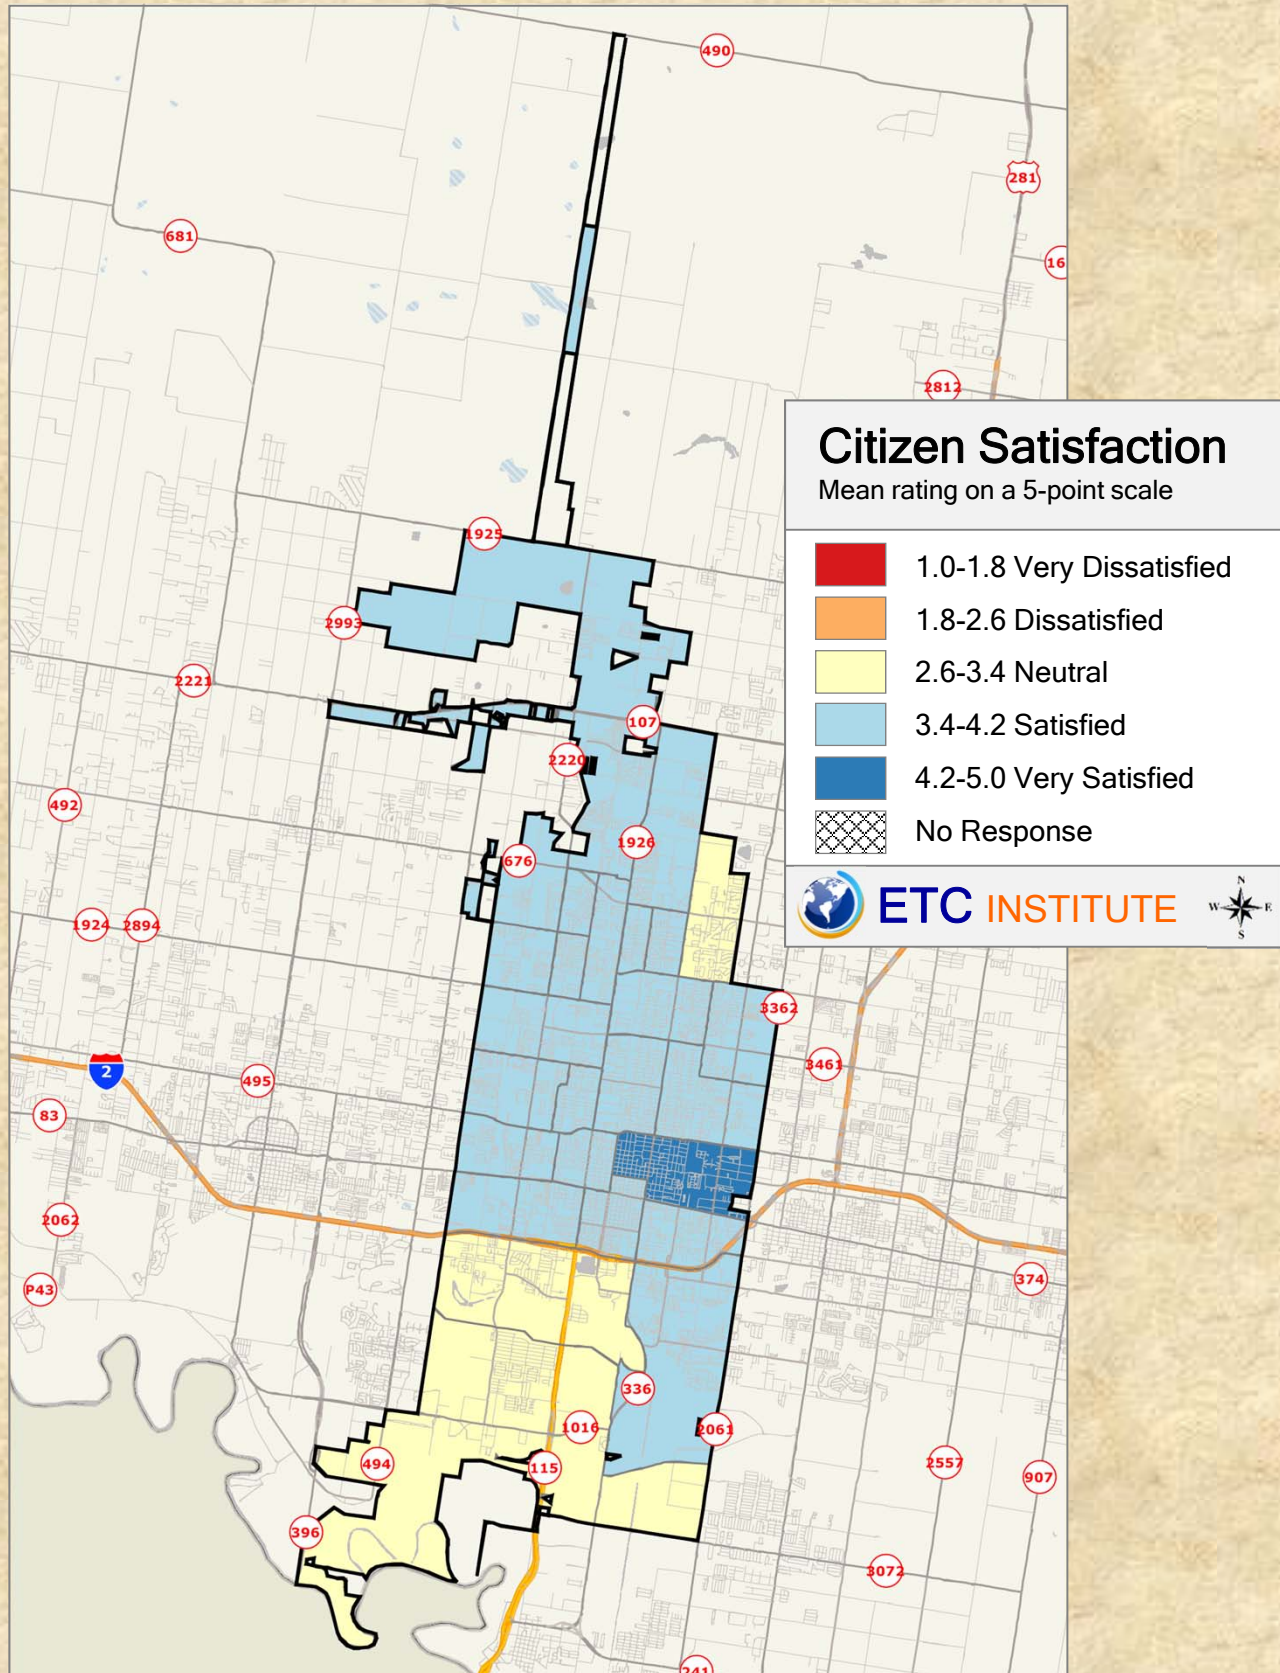 490
281
681
16
2812
Citizen Satisfaction
Mean rating on a 5-point scale
1925
1.0-1.8 Very Dissatisfied
1.8-2.6 Dissatisfied
2993
2221
2.6-3.4 Neutral
107
3.4-4.2 Satisfied
2220
4.2-5.0 Very Satisfied
492
No Response
1926
676
ETC INSTITUTE
N
W E
S
1924
2894
3362
3461
2
495
83
2062
374
P43
336
1016
2061
494
115
2557
907
396
3072
241